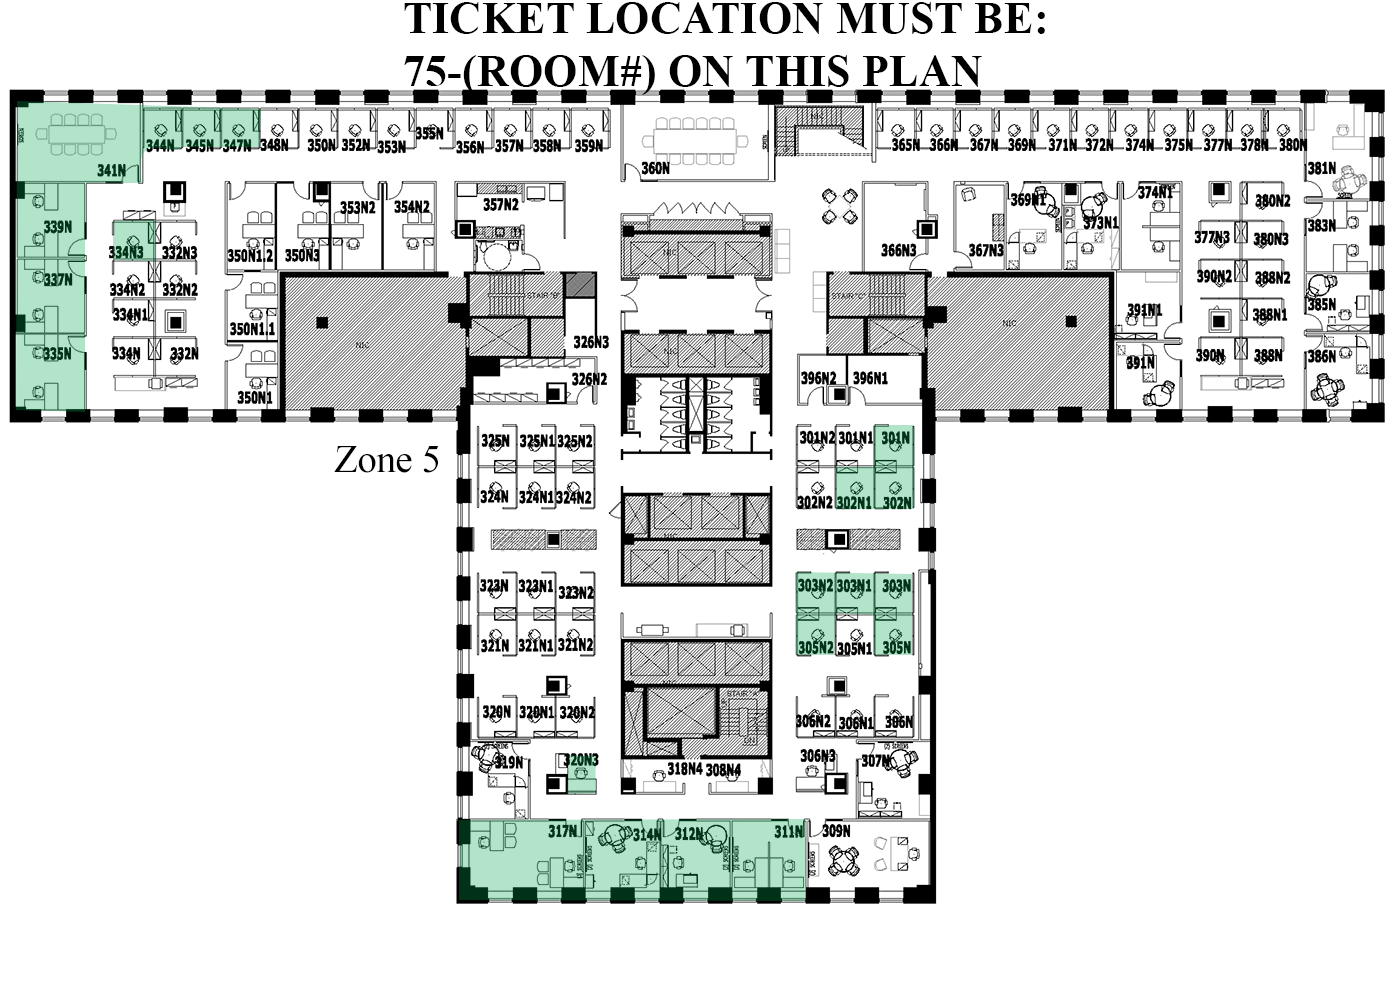 TICKET LOCATION MUST BE:
75-(ROOM#) ON THIS PLAN
341N
344N 345N 347N 348N 350N 352N 353N 355N 356N 357N 358N 359N
360N
NIC
365N 366N 367N 369N 371N 372N 374N 375N 377N 378N 380N
381N
339N
334N3 332N3
350N1.2
350N3
353N2
354N2
357N2
366N3
367N3
369N1
373N1
374N1
377N3
380N2
380N3
383N
337N
334N2 332N2
334N1
350N1.1
NIC
STAIR "B"
326N3
NIC
STAIR "C"
NIC
391N1
390N2 388N2
388N1
385N
335N
334N 332N
350N1
326N2
NIC
396N2 396N1
391N
390N 388N
386N
Zone 5
325N 325N1 325N2
301N2 301N1 301N
324N 324N1 324N2
302N2 302N1 302N
NIC
323N 323N1 323N2
303N2 303N1 303N
321N 321N1 321N2
305N2 305N1 305N
NIC
STAIR "A"
DN
320N 320N1 320N2
306N2 306N1 306N
319N
320N3
318N4 308N4
306N3
307N
317N
314N
312N
311N
309N